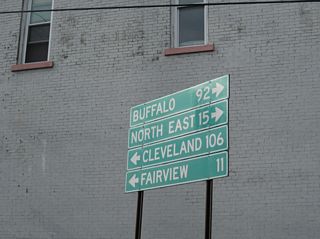 BUFFALO 92 →
NORTH EAST 15 →
← CLEVELAND 106
← FAIRVIEW 11